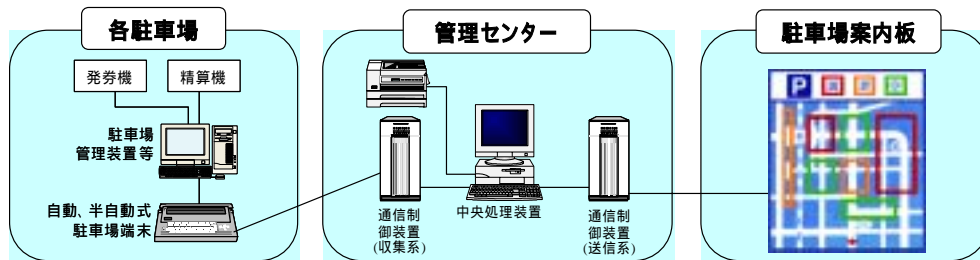 各駐車場
発券機
精算機
駐車場
管理装置等
自動、半自動式
駐車場端末
管理センター
通信制
御装置
(収集系)
中央処理装置
通信制
御装置
(送信系)
駐車場案内板
P